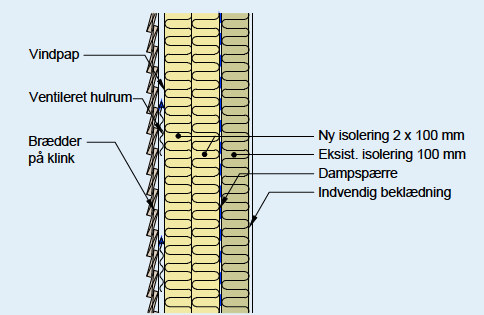 Vindpap
Ventileret hulrum
Brædder
på klink
Ny isolering 2 x 100 mm
Eksist. isolering 100 mm
Dampspærre
Indvendig beklædning